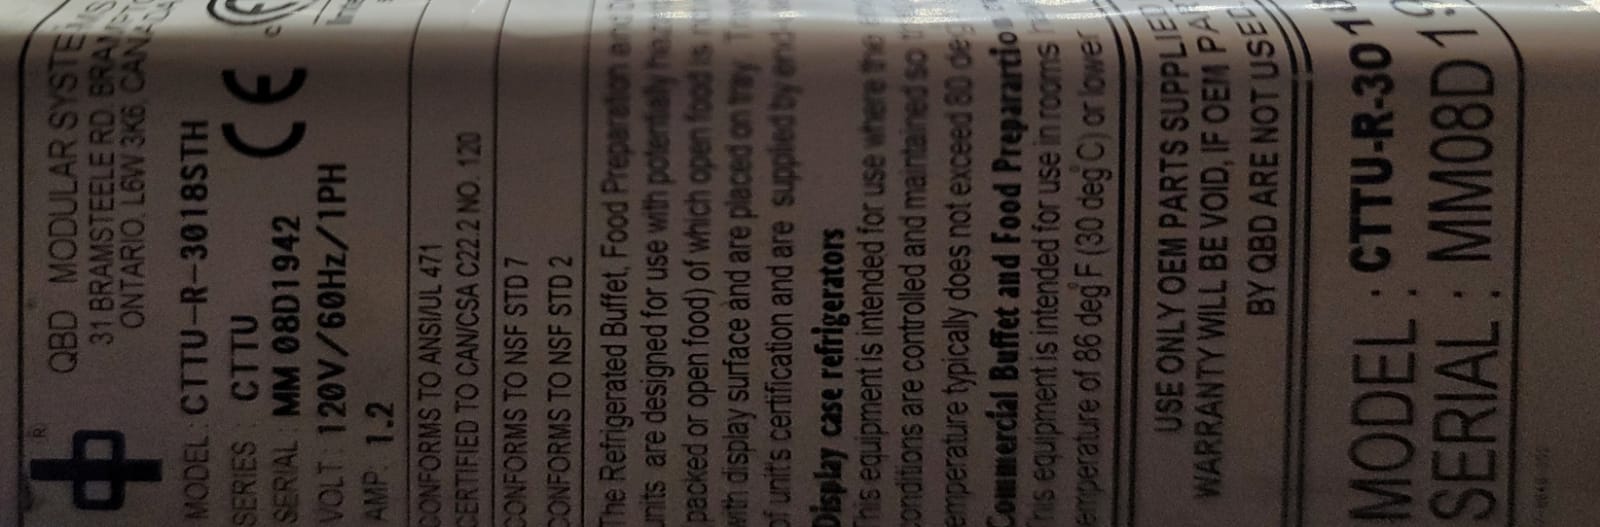 QBD MODULAR SYSTEMS
31 BRAMSTEELE RD. BRAMPT
ONTARIO, L6W 3K6, CANADA
R
MODEL : CTTU-R-3018STH
SERIES : CTTU
SERIAL : MM 08D1942
VOLT : 120V/60Hz/1PH
AMP: 1.2
C
CE
CONFORMS TO ANSI/UL 471
CERTIFIED TO CAN/CSA C22.2 NO. 120
CONFORMS TO NSF STD 7
CONFORMS TO NSF STD 2
The Refrigerated Buffet, Food Preparation and
units are designed for use with potentially haz
packed or open food) of which open food is
with display surface and are placed on tray
of unit's certification and are supplied by end
Display case refrigerators
This equipment is intended for use where the
conditions are controlled and maintained so
emperature typically does not exceed 80 deg
Commercial Buffet and Food Preparartion
This equipment is intended for use in rooms
emperature of 86 deg F (30 deg C) or lower
USE ONLY OEM PARTS SUPPLIED
WARRANTY WILL BE VOID, IF OEM PAR
BY QBD ARE NOT USED.
MODEL : CTTU-R-301
SERIAL : MM08D19